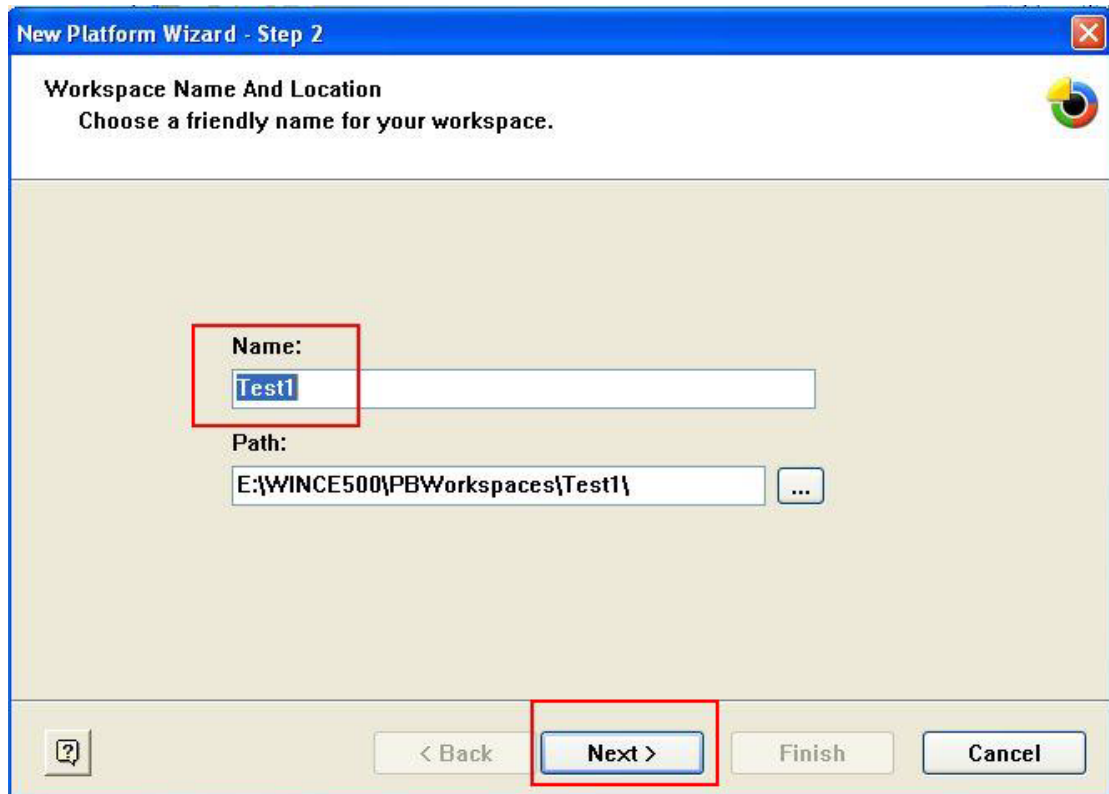 New Platform Wizard - Step 2
Workspace Name And Location
Choose a friendly name for your workspace.
Name:
Test1
Path:
E:\WINCE500\PBWorkspaces\Test1\
...
?
< Back
Next >
Finish
Cancel